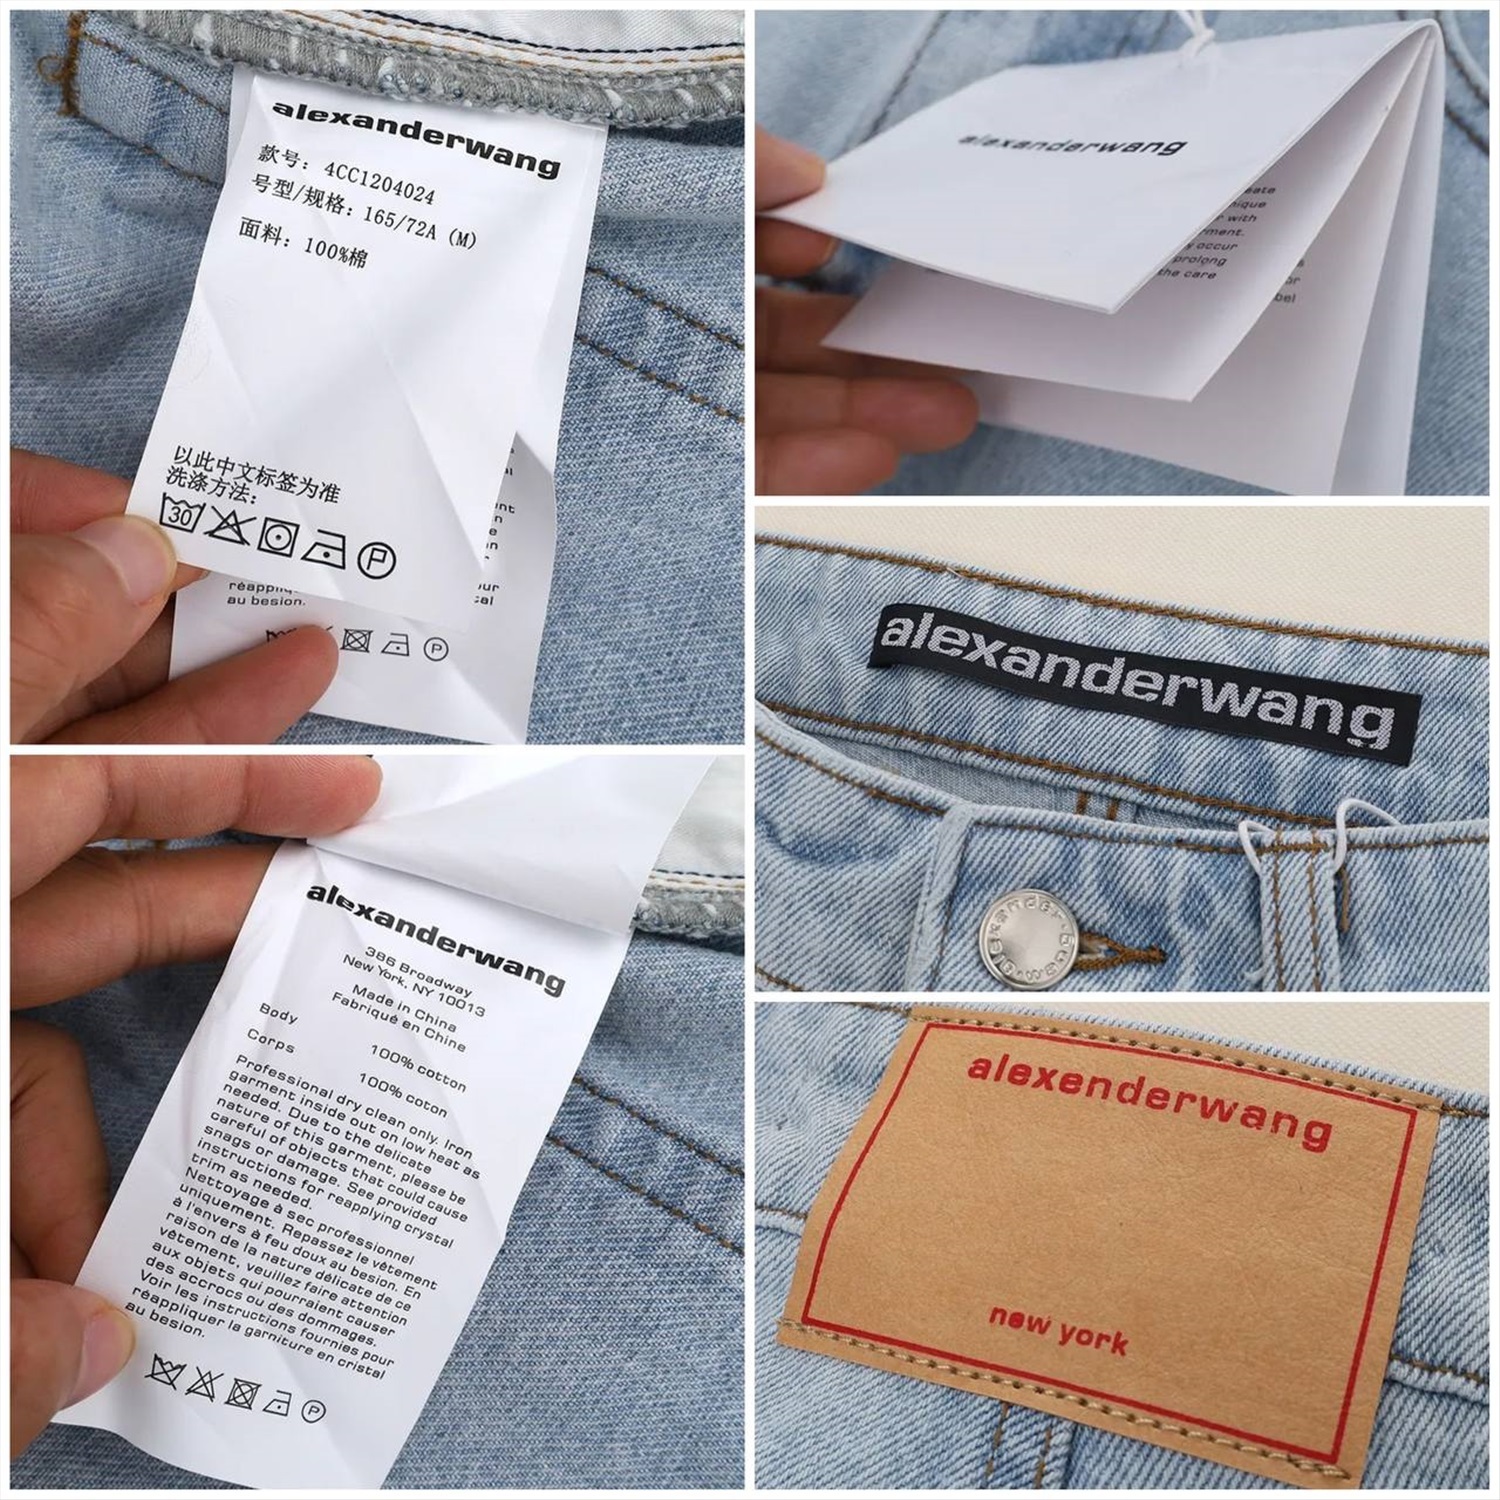 alexanderwang
款号：4CC1204024
号型/规格：165/72A (M)
面料：100%棉
以此中文标签为准
洗涤方法：
30
P
au besion.
P
alexanderwang
occur
prolong
the care
alexanderwang
alexanderwang
386 Broadway
New York, NY 10013
Made in China
Fabriqué en Chine
Body
100% cotton
Corps
100% coton
Professional dry clean only. Iron
garment inside out on low heat as
needed. Due to the delicate
nature of this garment, please be
careful of objects that could cause
snags or damage. See provided
instructions for reapplying crystal
trim as needed.
Nettoyage à sec professionnel
uniquement. Repassez le vêtement
à l'envers à feu doux au besion. En
raison de la nature délicate de ce
vêtement, veuillez faire attention
aux objets qui pourraient causer
des accrocs ou des dommages.
Voir les instructions fournies pour
réappliquer la garniture en cristal
au besion.
P
alexenderwang
new york